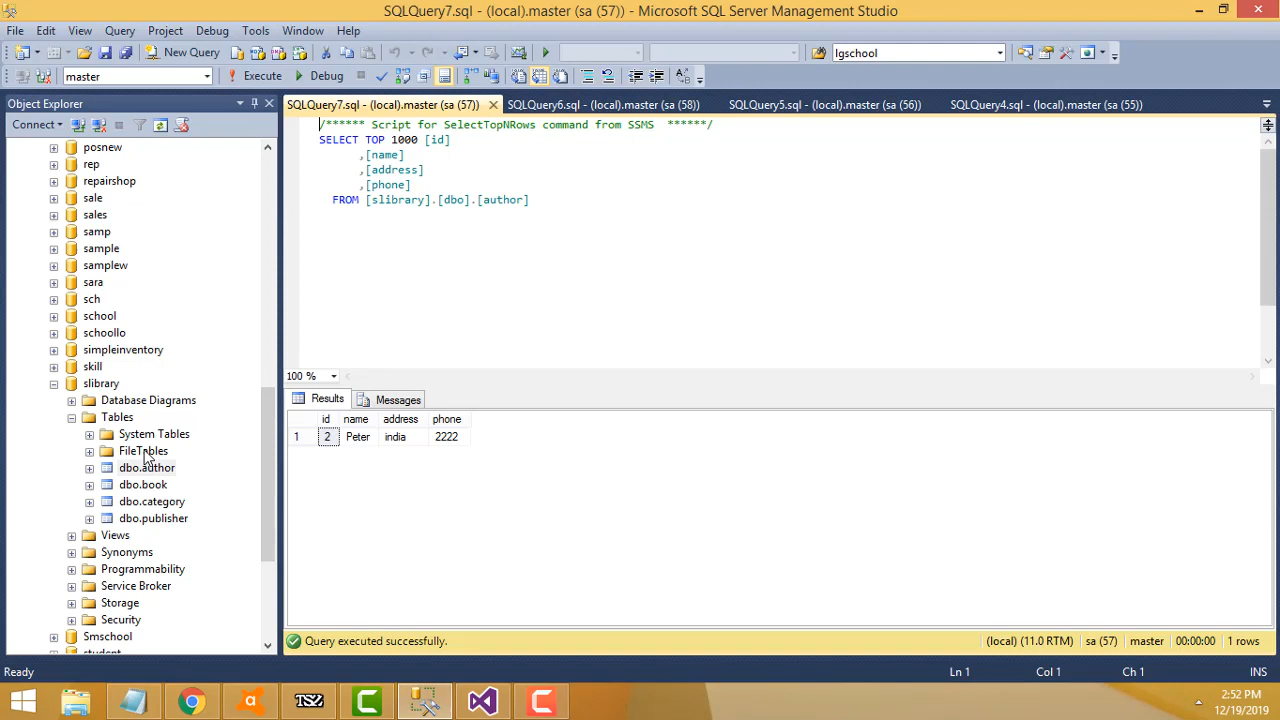 SQLQuery7.sql - (local).master (sa (57)) - Microsoft SQL Server Management Studio
File Edit View Query Project Debug Tools Window Help
New Query lgschool
master Execute Debug
Object Explorer
SQLQuery7.sql - (local).master (sa (57)) SQLQuery6.sql - (local).master (sa (58)) SQLQuery5.sql - (local).master (sa (56)) SQLQuery4.sql - (local).master (sa (55))
Connect
posnew
rep
repairshop
sale
sales
samp
sample
samplew
sara
sch
school
schoollo
simpleinventory
skill
slibrary
Database Diagrams
Tables
System Tables
FileTables
dbo.author
dbo.book
dbo.category
dbo.publisher
Views
Synonyms
Programmability
Service Broker
Storage
Security
Smschool
student
/****** Script for SelectTopNRows command from SSMS ******/
SELECT TOP 1000 [id]
,[name]
,[address]
,[phone]
FROM [slibrary].[dbo].[author]
100 %
Results Messages
id name address phone
1 2 Peter india 2222
Query executed successfully. (local) (11.0 RTM) sa (57) master 00:00:00 1 rows
Ready Ln 1 Col 1 Ch 1 INS
TSZ
2:52 PM
12/19/2019